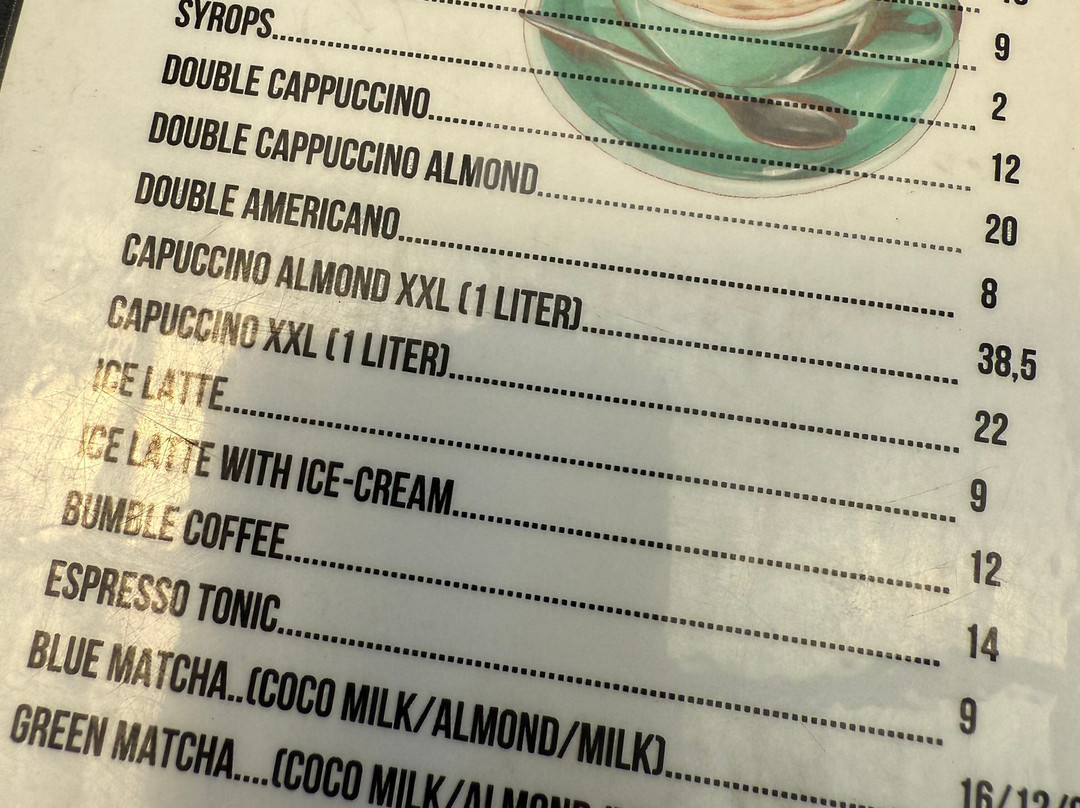 9
SYROPS 2
DOUBLE CAPPUCCINO 12
DOUBLE CAPPUCCINO ALMOND 20
DOUBLE AMERICANO 8
CAPUCCINO ALMOND XXL (1 LITER) 38,5
CAPUCCINO XXL (1 LITER) 22
ICE LATTE 9
ICE LATTE WITH ICE-CREAM 12
BUMBLE COFFEE 14
ESPRESSO TONIC 9
BLUE MATCHA..(COCO MILK/ALMOND/MILK) 16/12/
GREEN MATCHA....(COCO MILK/ALMOND